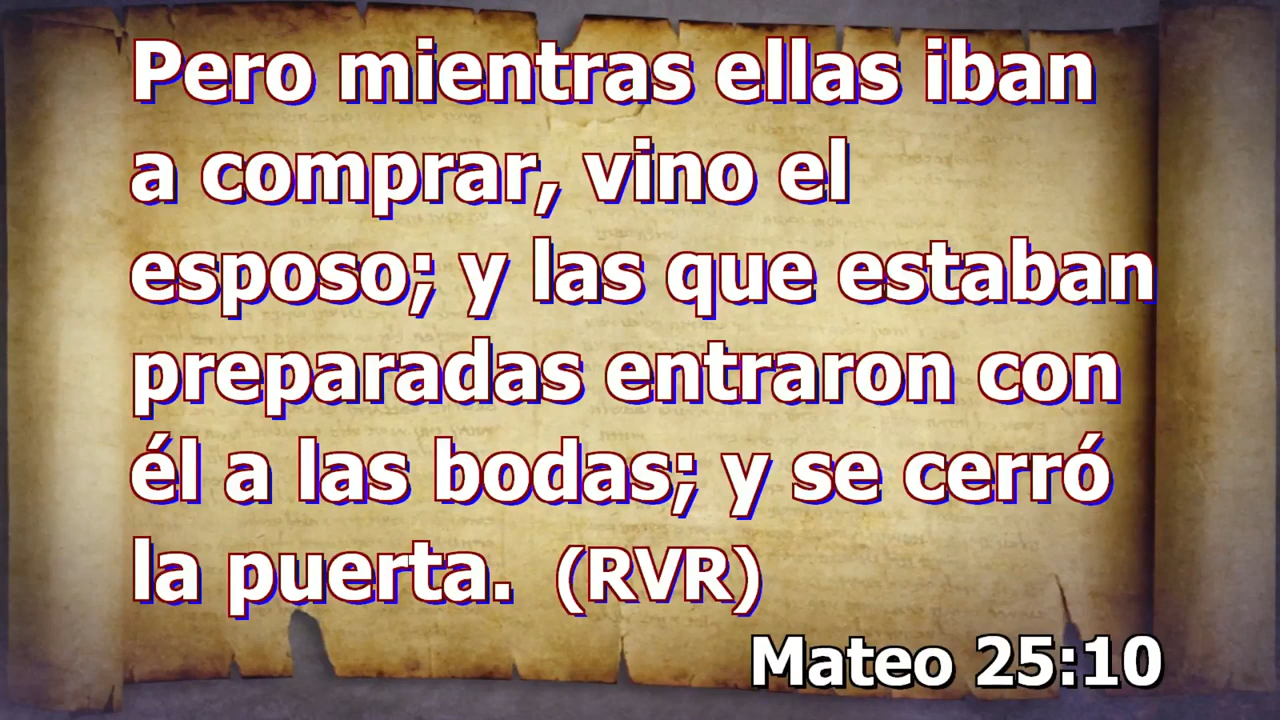 Pero mientras ellas iban
a comprar, vino el
esposo; y las que estaban
preparadas entraron con
él a las bodas; y se cerró
la puerta. (RVR)
Mateo 25:10